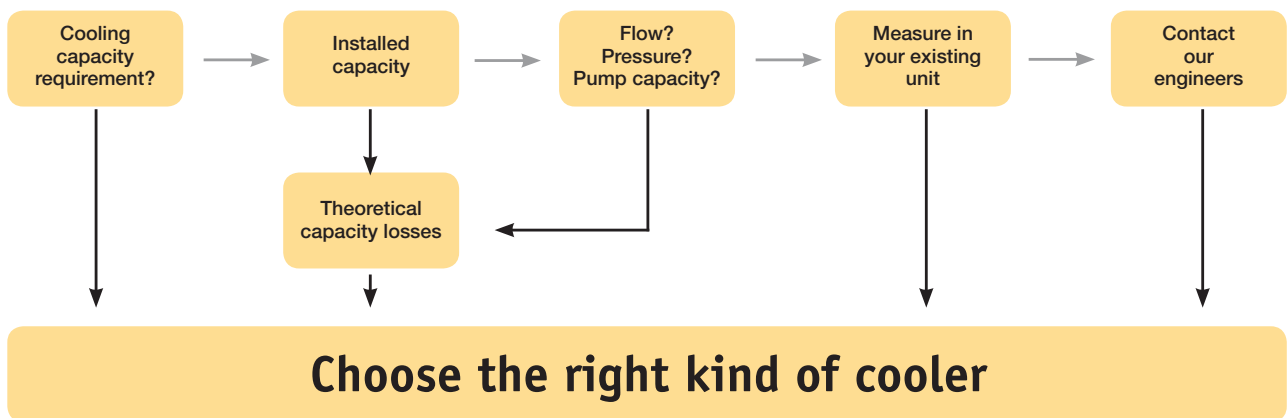 Cooling
capacity
requirement?
Installed
capacity
Flow?
Pressure?
Pump capacity?
Measure in
your existing
unit
Contact
our
engineers
Theoretical
capacity losses
Choose the right kind of cooler